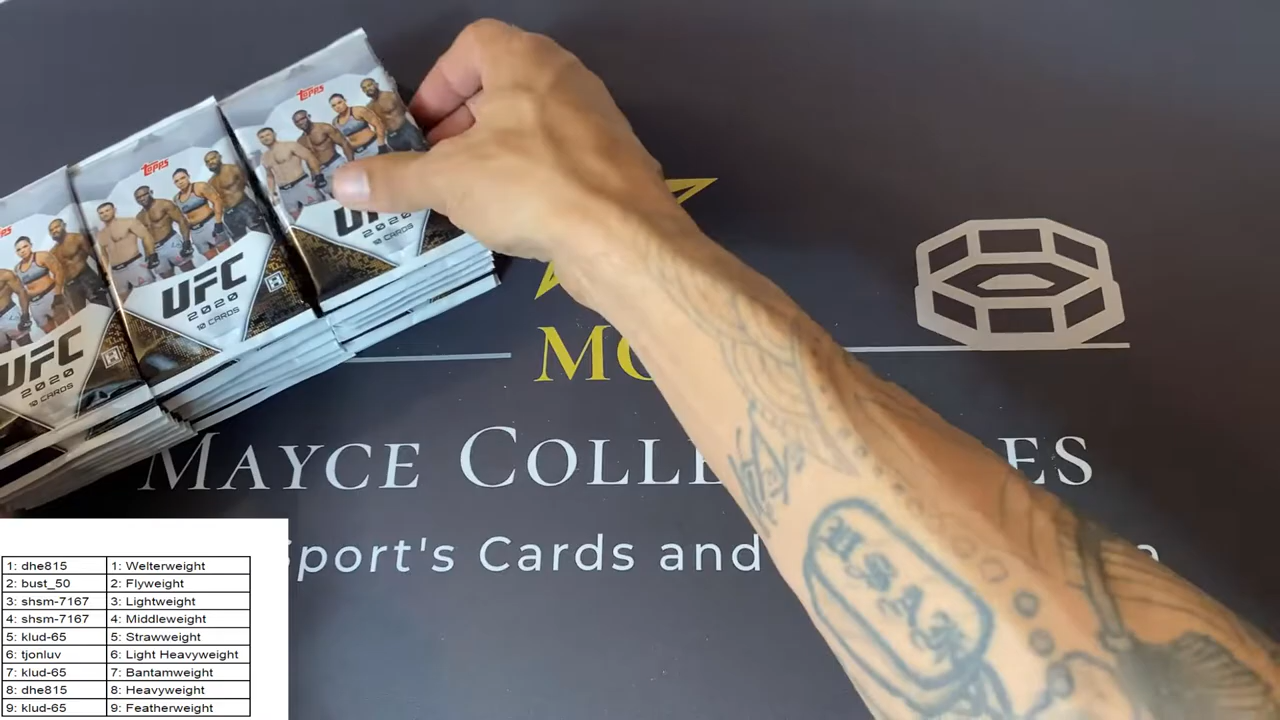 TOPPS
UFC
2020
10 CARDS
TOPPS
UFC
2020
10 CARDS
H
UFC
2020
10 CARDS
H
MAYCE COLLE ES
Sport's Cards and
USAF
1: dhe815 1: Welterweight
2: bust_50 2: Flyweight
3: shsm-7167 3: Lightweight
4: shsm-7167 4: Middleweight
5: klud-65 5: Strawweight
6: tjonluv 6: Light Heavyweight
7: klud-65 7: Bantamweight
8: dhe815 8: Heavyweight
9: klud-65 9: Featherweight